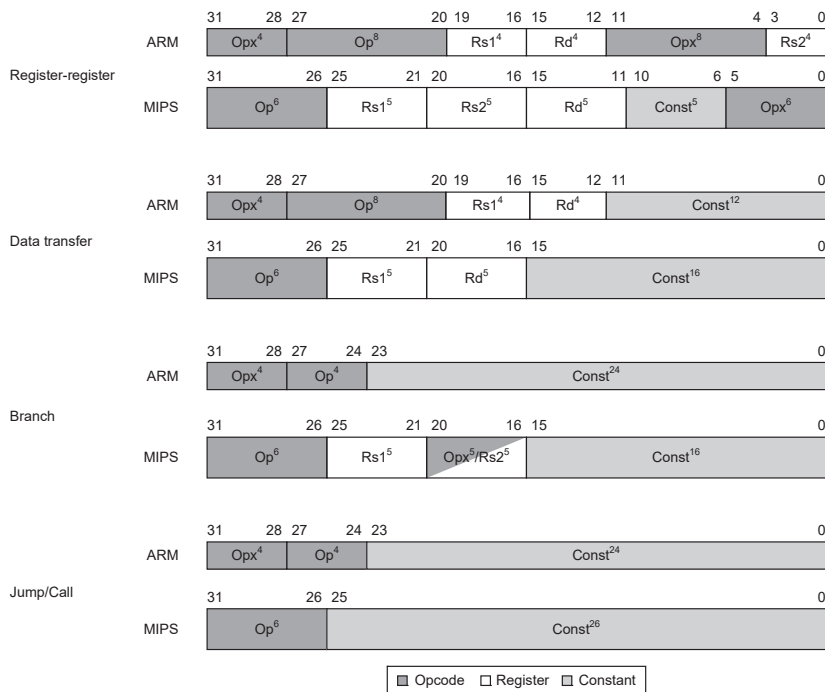 31 28 27 20 19 16 15 12 11 4 3 0
ARM Opx⁴ Op⁸ Rs1⁴ Rd⁴ Opx⁸ Rs2⁴
Register-register
31 26 25 21 20 16 15 11 10 6 5 0
MIPS Op⁶ Rs1⁵ Rs2⁵ Rd⁵ Const⁵ Opx⁶
31 28 27 20 19 16 15 12 11 0
ARM Opx⁴ Op⁸ Rs1⁴ Rd⁴ Const¹²
Data transfer
31 26 25 21 20 16 15 0
MIPS Op⁶ Rs1⁵ Rd⁵ Const¹⁶
31 28 27 24 23 0
ARM Opx⁴ Op⁴ Const²⁴
Branch
31 26 25 21 20 16 15 0
MIPS Op⁶ Rs1⁵ Opx⁵/Rs2⁵ Const¹⁶
31 28 27 24 23 0
ARM Opx⁴ Op⁴ Const²⁴
Jump/Call
31 26 25 0
MIPS Op⁶ Const²⁶
Opcode Register Constant